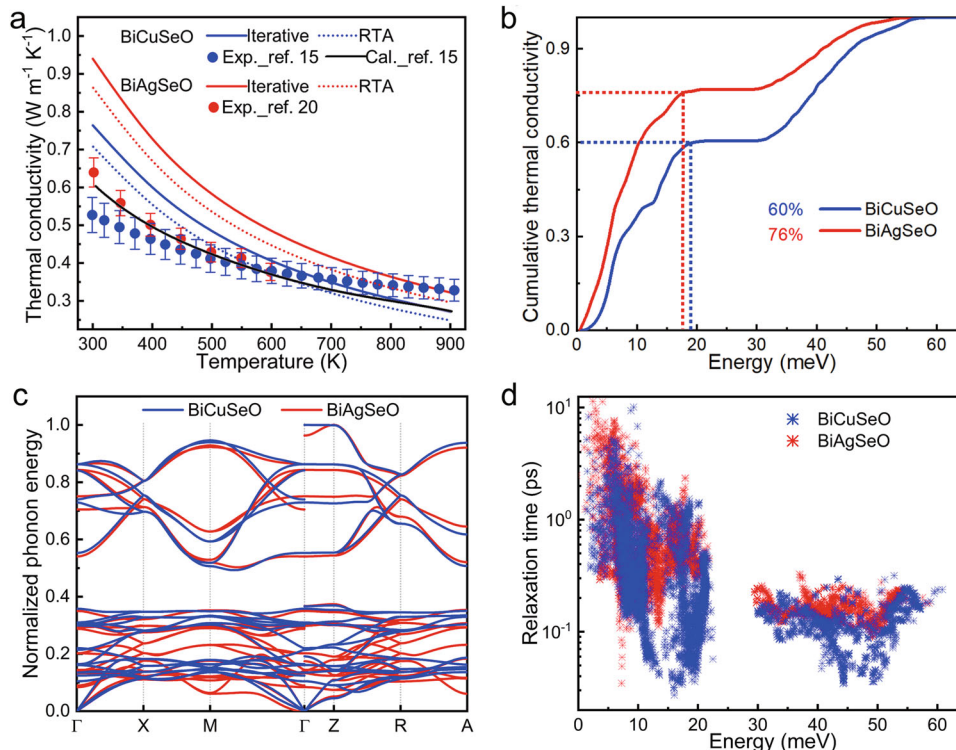 a
BiCuSeO Iterative RTA
Exp._ref. 15 Cal._ref. 15
BiAgSeO Iterative RTA
Exp._ref. 20
Thermal conductivity (W m⁻¹ K⁻¹)
1.0
0.9
0.8
0.7
0.6
0.5
0.4
0.3
300 400 500 600 700 800 900
Temperature (K)
b
Cumulative thermal conductivity
0.9
0.6
0.3
0.0
60% BiCuSeO
76% BiAgSeO
0 10 20 30 40 50 60
Energy (meV)
c
BiCuSeO BiAgSeO
Normalized phonon energy
1.0
0.8
0.6
0.4
0.2
0.0
Γ X M Γ Z R A
d
BiCuSeO
BiAgSeO
Relaxation time (ps)
10¹
10⁰
10⁻¹
0 10 20 30 40 50 60
Energy (meV)